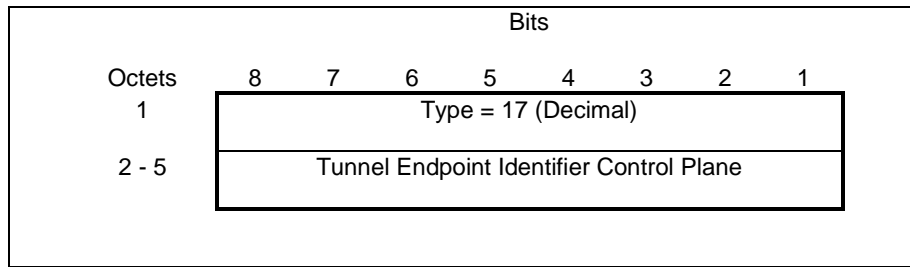 Bits
Octets 8 7 6 5 4 3 2 1
1 Type = 17 (Decimal)
2 - 5 Tunnel Endpoint Identifier Control Plane